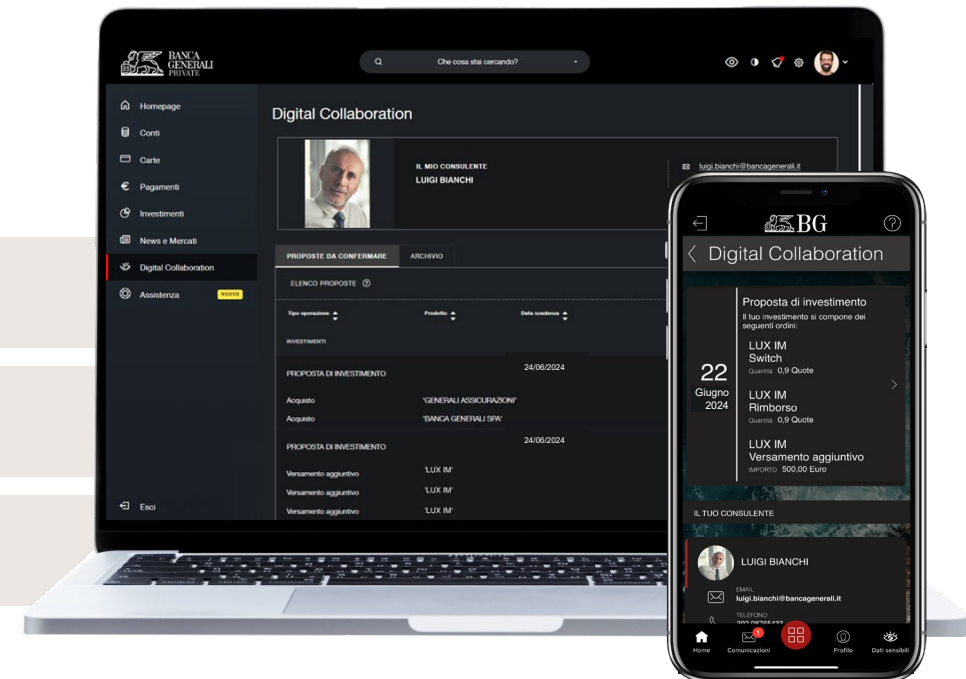 BANCA
GENERALI
PRIVATE
Che cosa stai cercando?
Homepage
Conti
Carte
Pagamenti
Investimenti
News e Mercati
Digital Collaboration
Assistenza
NUOVO
Esci
Digital Collaboration
IL MIO CONSULENTE
LUIGI BIANCHI
luigi.bianchi@bancagenerali.it
PROPOSTE DA CONFERMARE ARCHIVIO
ELENCO PROPOSTE
Tipo operazione Prodotto Data scadenza
INVESTIMENTI
PROPOSTA DI INVESTIMENTO 24/06/2024
Acquisto 'GENERALI ASSICURAZIONI'
Acquisto 'BANCA GENERALI SPA'
PROPOSTA DI INVESTIMENTO 24/06/2024
Versamento aggiuntivo 'LUX IM'
Versamento aggiuntivo 'LUX IM'
Versamento aggiuntivo 'LUX IM'
BG
Digital Collaboration
22
Giugno
2024
Proposta di investimento
Il tuo investimento si compone dei
seguenti ordini:
LUX IM
Switch
Quantità 0,9 Quote
LUX IM
Rimborso
Quantità 0,9 Quote
LUX IM
Versamento aggiuntivo
IMPORTO 500,00 Euro
IL TUO CONSULENTE
LUIGI BIANCHI
EMAIL
luigi.bianchi@bancagenerali.it
TELEFONO
1
Home Comunicazioni Profilo Dati sensibili